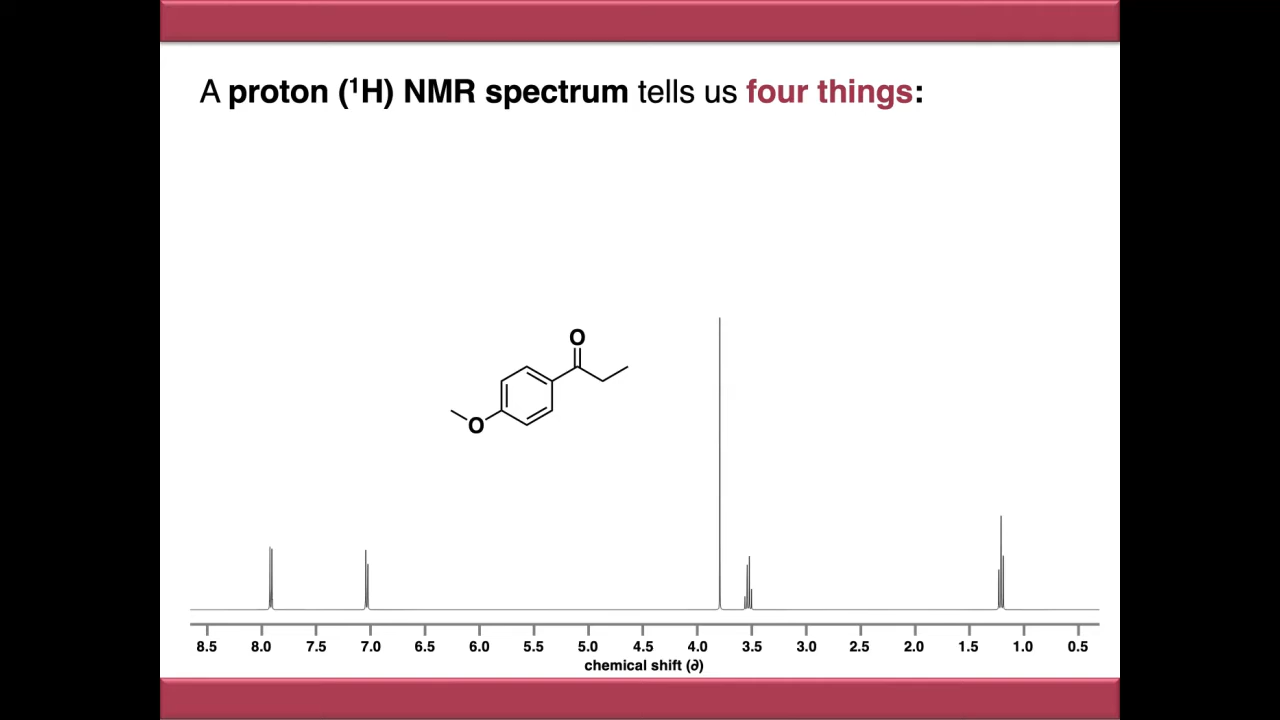 A proton (¹H) NMR spectrum tells us four things:
O
O
8.5 8.0 7.5 7.0 6.5 6.0 5.5 5.0 4.5 4.0 3.5 3.0 2.5 2.0 1.5 1.0 0.5
chemical shift (∂)